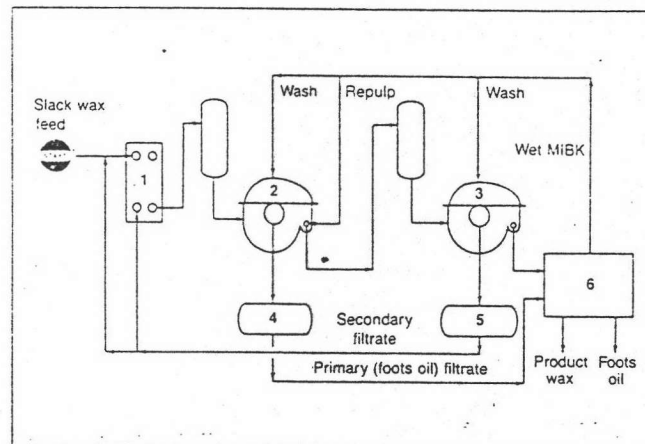 Slack wax
feed
Wash
Repulp
Wash
Wet MiBK
1
2
3
4
5
6
Secondary
filtrate
Primary (foots oil) filtrate
Product
wax
Foots
oil